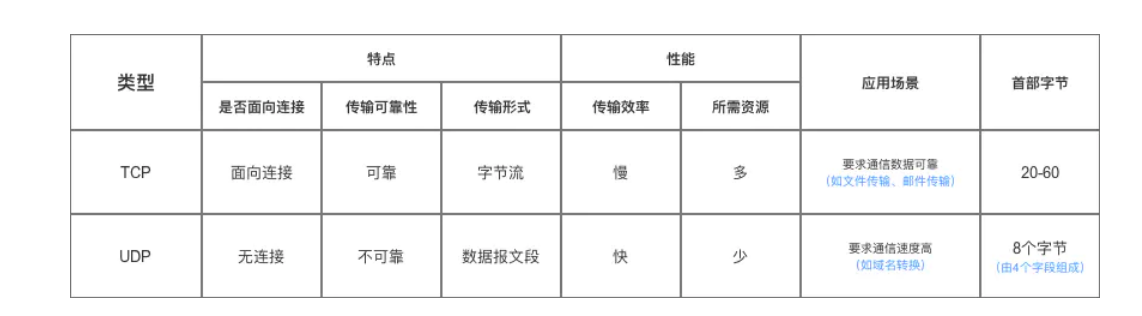 类型
特点
性能
应用场景
首部字节
是否面向连接
传输可靠性
传输形式
传输效率
所需资源
TCP
面向连接
可靠
字节流
慢
多
要求通信数据可靠
(如文件传输、邮件传输)
20-60
UDP
无连接
不可靠
数据报文段
快
少
要求通信速度高
(如域名转换)
8个字节
(由4个字段组成)